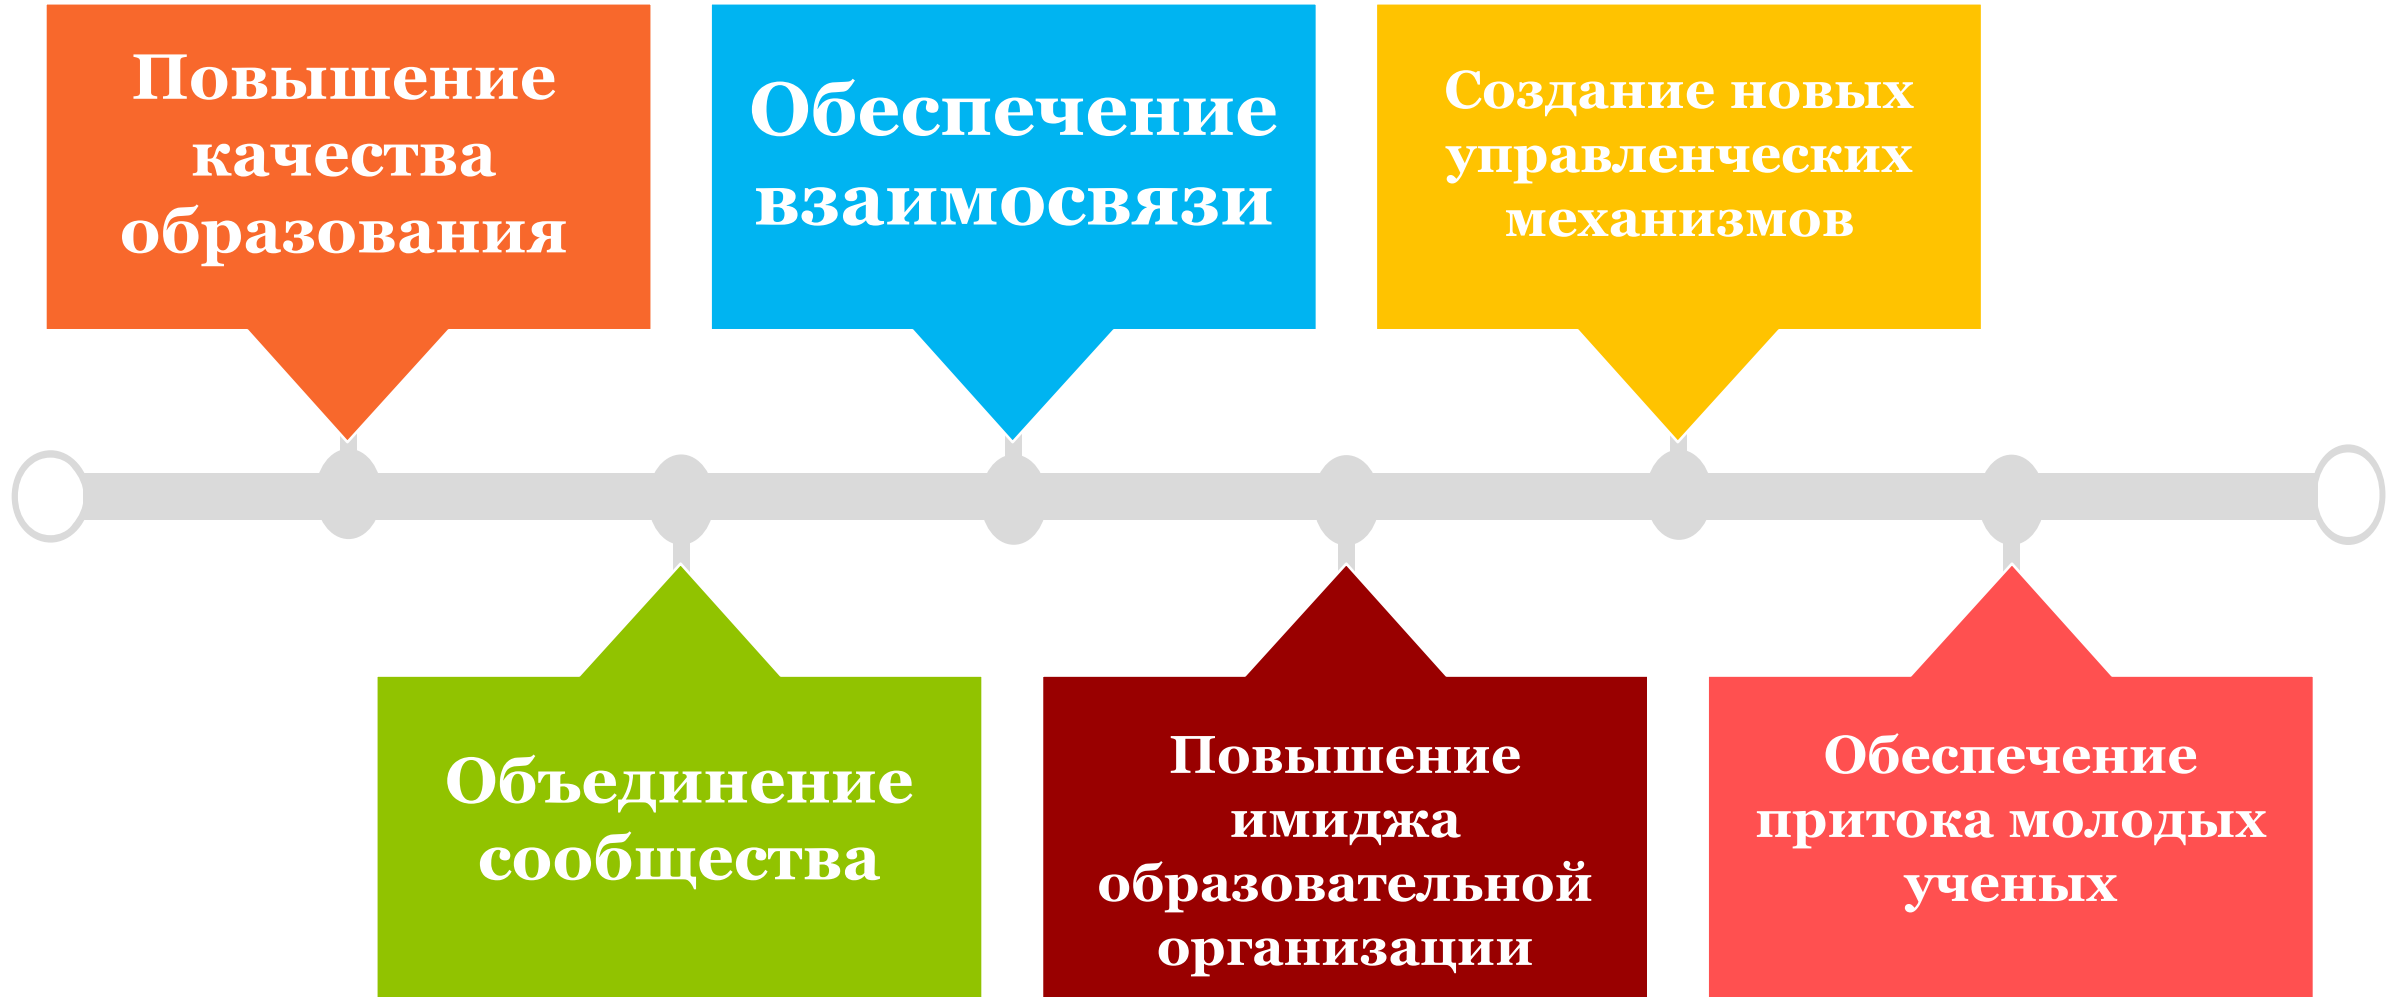 Повышение
качества
образования
Обеспечение
взаимосвязи
Создание новых
управленческих
механизмов
Объединение
сообщества
Повышение
имиджа
образовательной
организации
Обеспечение
притока молодых
ученых